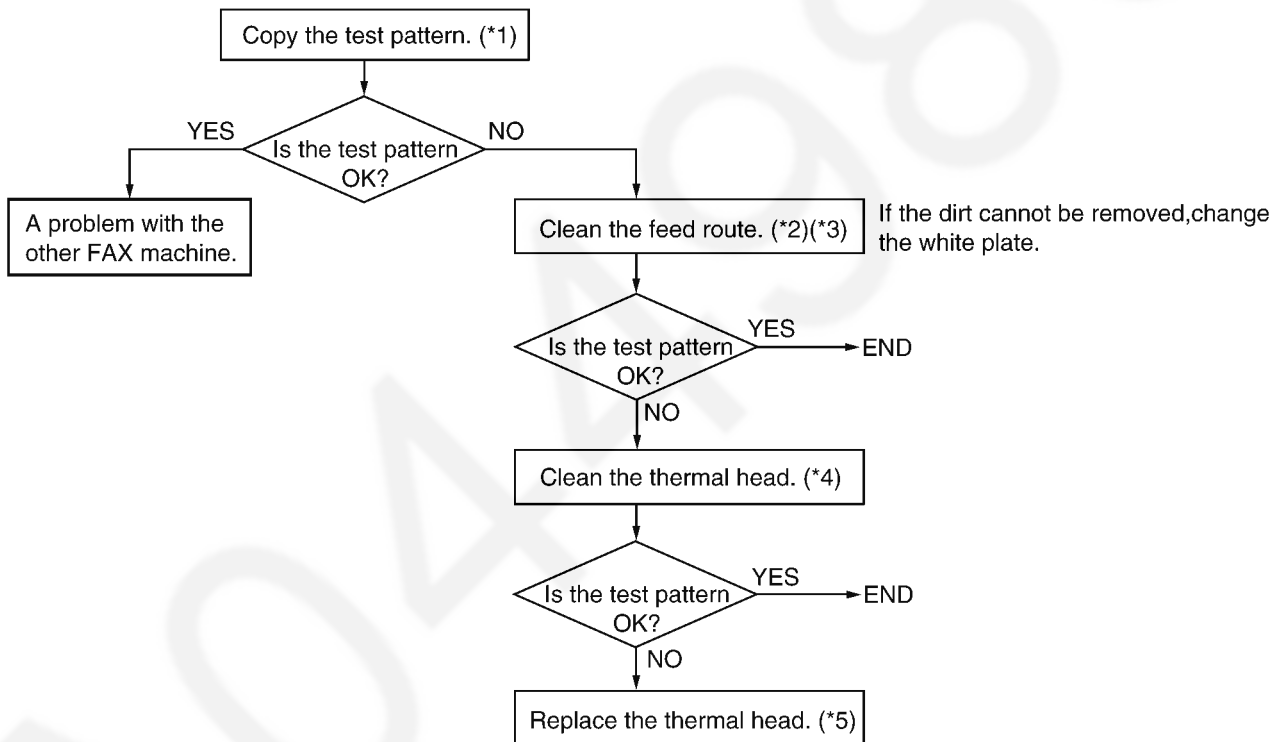 Copy the test pattern. (*1)
YES
NO
Is the test pattern
OK?
A problem with the
other FAX machine.
Clean the feed route. (*2)(*3)
If the dirt cannot be removed,change
the white plate.
Is the test pattern
OK?
YES
END
NO
Clean the thermal head. (*4)
Is the test pattern
OK?
YES
END
NO
Replace the thermal head. (*5)